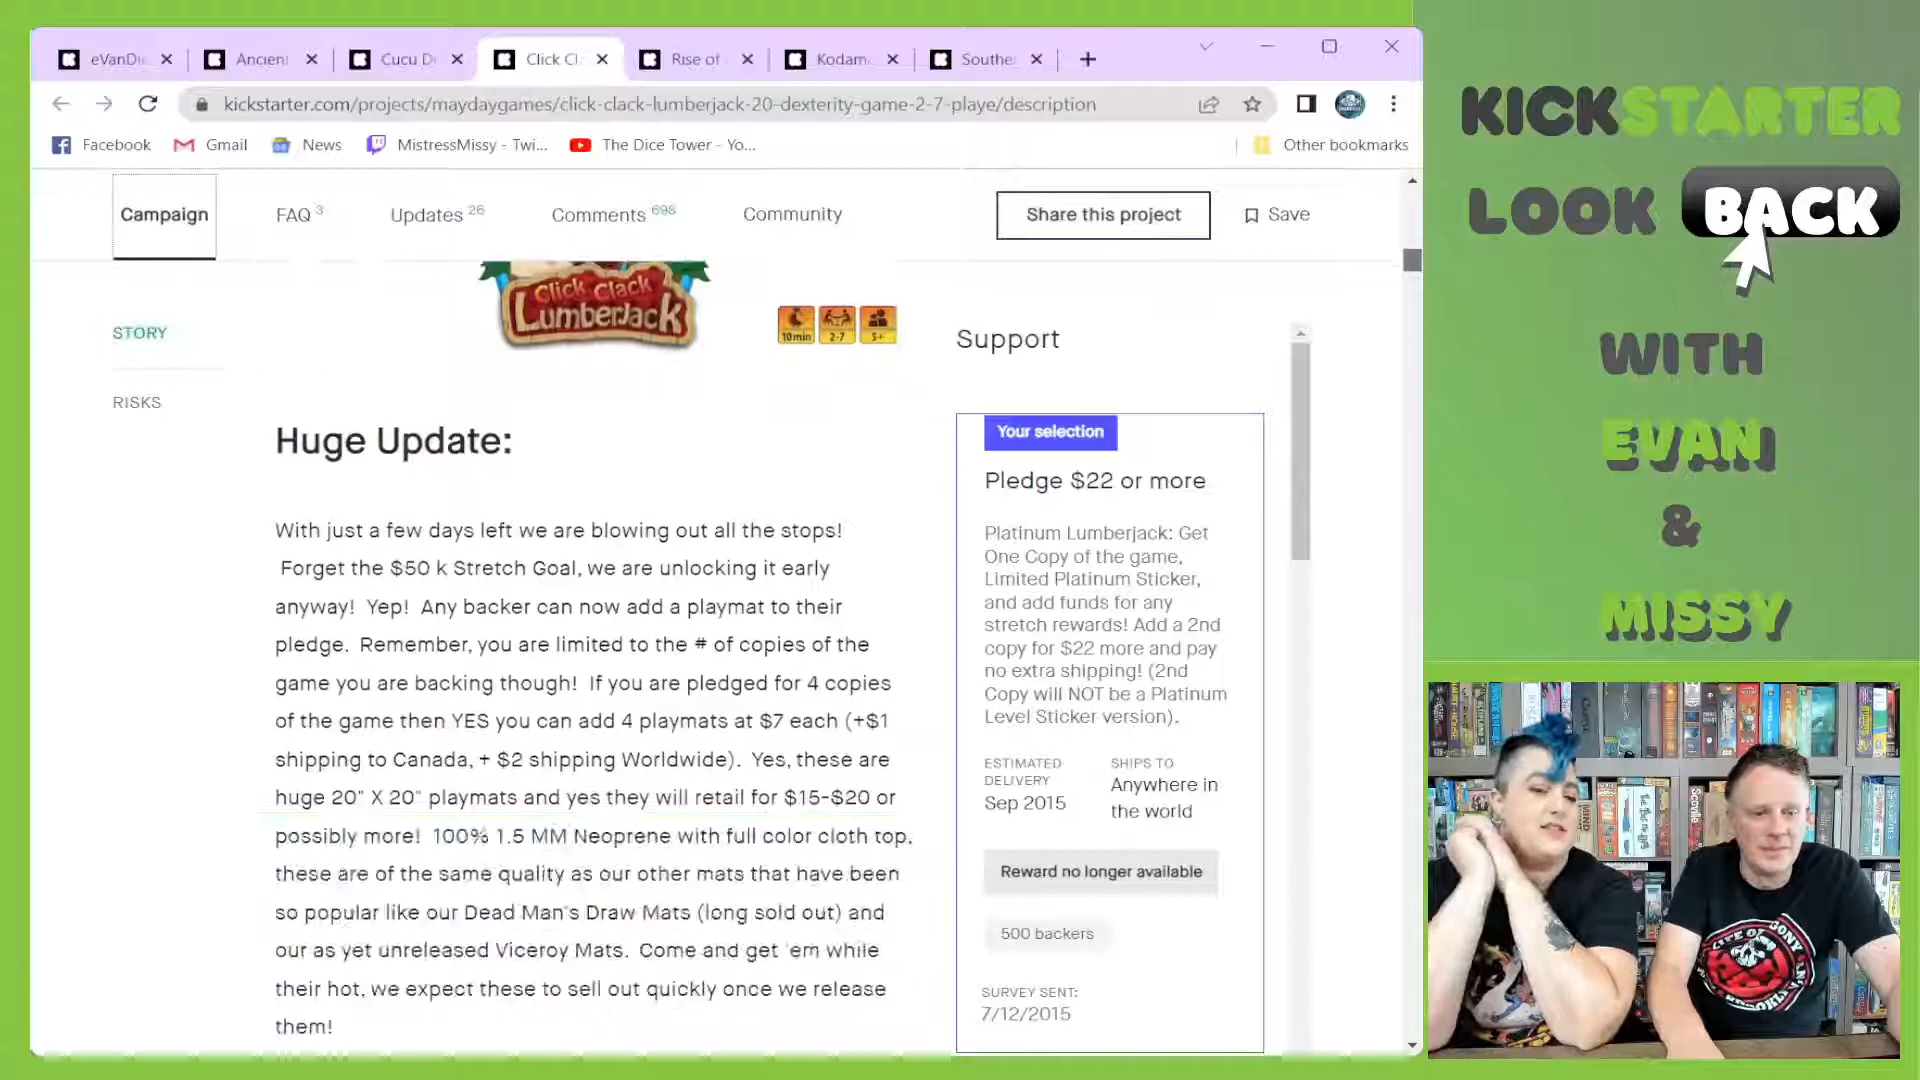 eVanDi
Ancien
Cucu D
Click Cl
Rise of
Kodam
Southe
kickstarter.com/projects/maydaygames/click-clack-lumberjack-20-dexterity-game-2-7-playe/description
Facebook
Gmail
News
MistressMissy - Twi...
The Dice Tower - Yo...
Other bookmarks
Campaign
FAQ 3
Updates 26
Comments 698
Community
Share this project
Save
Click Clack
Lumberjack
10min
2-7
5+
STORY
RISKS
Huge Update:
With just a few days left we are blowing out all the stops!
Forget the $50 k Stretch Goal, we are unlocking it early
anyway! Yep! Any backer can now add a playmat to their
pledge. Remember, you are limited to the # of copies of the
game you are backing though! If you are pledged for 4 copies
of the game then YES you can add 4 playmats at $7 each (+$1
shipping to Canada, + $2 shipping Worldwide). Yes, these are
huge 20" X 20" playmats and yes they will retail for $15-$20 or
possibly more! 100% 1.5 MM Neoprene with full color cloth top,
these are of the same quality as our other mats that have been
so popular like our Dead Man's Draw Mats (long sold out) and
our as yet unreleased Viceroy Mats. Come and get 'em while
their hot, we expect these to sell out quickly once we release
them!
Support
Your selection
Pledge $22 or more
Platinum Lumberjack: Get
One Copy of the game,
Limited Platinum Sticker,
and add funds for any
stretch rewards! Add a 2nd
copy for $22 more and pay
no extra shipping! (2nd
Copy will NOT be a Platinum
Level Sticker version).
ESTIMATED
DELIVERY
Sep 2015
SHIPS TO
Anywhere in
the world
Reward no longer available
500 backers
SURVEY SENT:
7/12/2015
KICKSTARTER
LOOK BACK
WITH
EVAN
&
MISSY